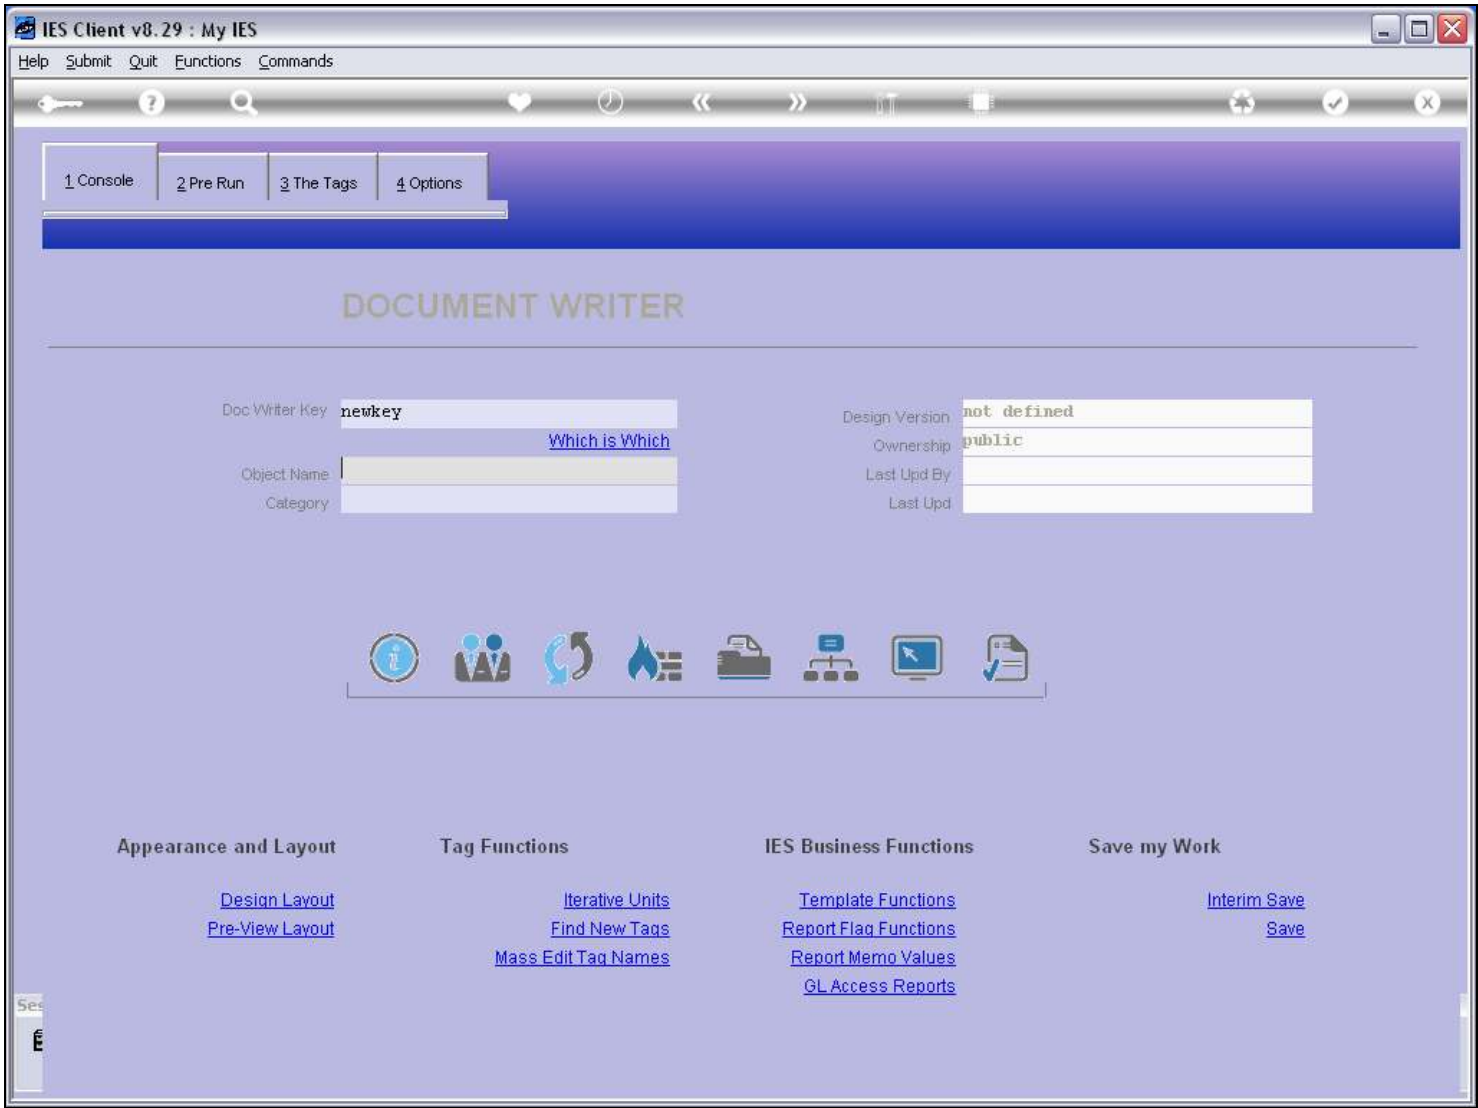 IES Client v8.29 : My IES
Help Submit Quit Functions Commands
1 Console 2 Pre Run 3 The Tags 4 Options
DOCUMENT WRITER
Doc Writer Key newkey
Which is Which
Object Name
Category
Design Version not defined
Ownership public
Last Upd By
Last Upd
Appearance and Layout
Design Layout
Pre-View Layout
Tag Functions
Iterative Units
Find New Tags
Mass Edit Tag Names
IES Business Functions
Template Functions
Report Flag Functions
Report Memo Values
GL Access Reports
Save my Work
Interim Save
Save
Ses